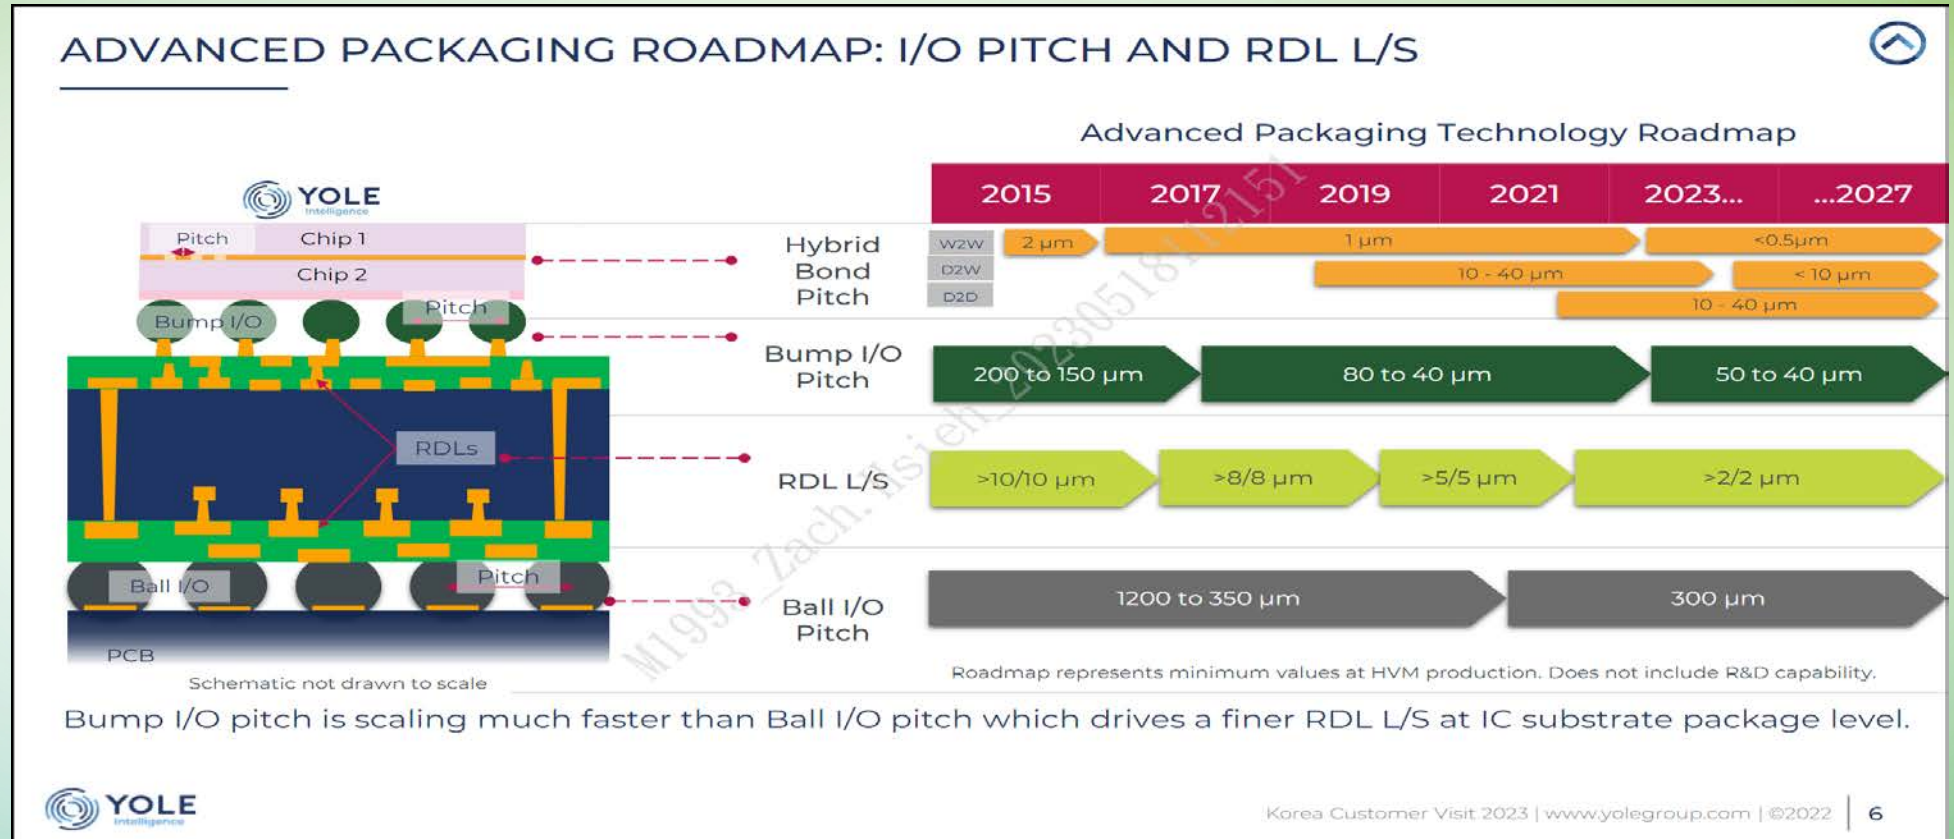 ADVANCED PACKAGING ROADMAP: I/O PITCH AND RDL L/S
Advanced Packaging Technology Roadmap
2015 2017 2019 2021 2023... ...2027
YOLE
Intelligence
Pitch
Chip 1
Chip 2
Bump I/O
Pitch
RDLs
Ball I/O
Pitch
PCB
Schematic not drawn to scale
Hybrid
Bond
Pitch
W2W 2 µm 1 µm <0.5µm
D2W 10 - 40 µm < 10 µm
D2D 10 - 40 µm
Bump I/O
Pitch
200 to 150 µm 80 to 40 µm 50 to 40 µm
RDL L/S
>10/10 µm >8/8 µm >5/5 µm >2/2 µm
Ball I/O
Pitch
1200 to 350 µm 300 µm
Roadmap represents minimum values at HVM production. Does not include R&D capability.
M1993_Zach.Hsieh_20230518112151
Bump I/O pitch is scaling much faster than Ball I/O pitch which drives a finer RDL L/S at IC substrate package level.
YOLE
Intelligence
Korea Customer Visit 2023 | www.yolegroup.com | ©2022 | 6